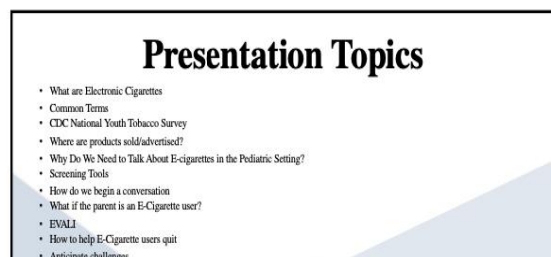 Presentation Topics
• What are Electronic Cigarettes
• Common Terms
• CDC National Youth Tobacco Survey
• Where are products sold/advertised?
• Why Do We Need to Talk About E-cigarettes in the Pediatric Setting?
• Screening Tools
• How do we begin a conversation
• What if the parent is an E-Cigarette user?
• EVALI
• How to help E-Cigarette users quit
• Anticipate challenges